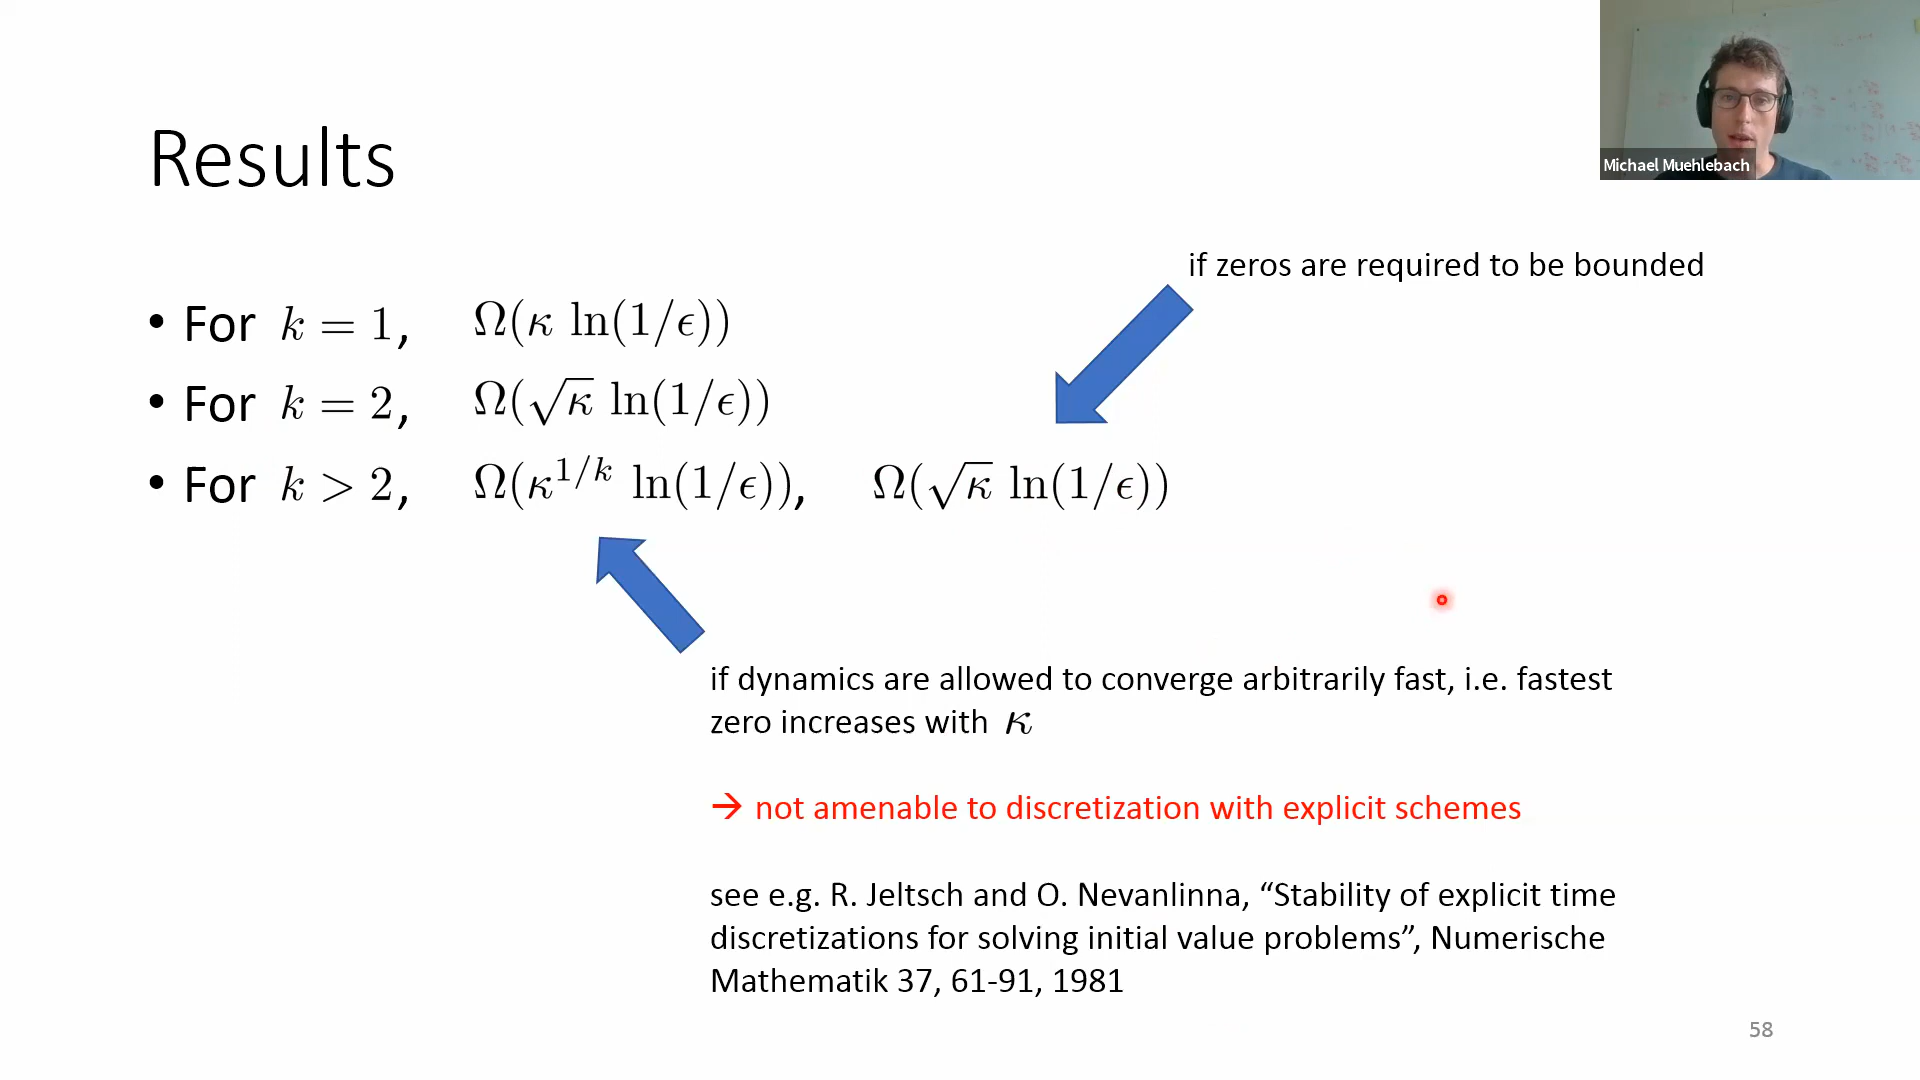 Results
Michael Muehlebach
if zeros are required to be bounded
• For k = 1, Ω(κ ln(1/ϵ))
• For k = 2, Ω(√κ ln(1/ϵ))
• For k > 2, Ω(κ^{1/k} ln(1/ϵ)), Ω(√κ ln(1/ϵ))
if dynamics are allowed to converge arbitrarily fast, i.e. fastest
zero increases with κ
→ not amenable to discretization with explicit schemes
see e.g. R. Jeltsch and O. Nevanlinna, “Stability of explicit time
discretizations for solving initial value problems”, Numerische
Mathematik 37, 61-91, 1981
58